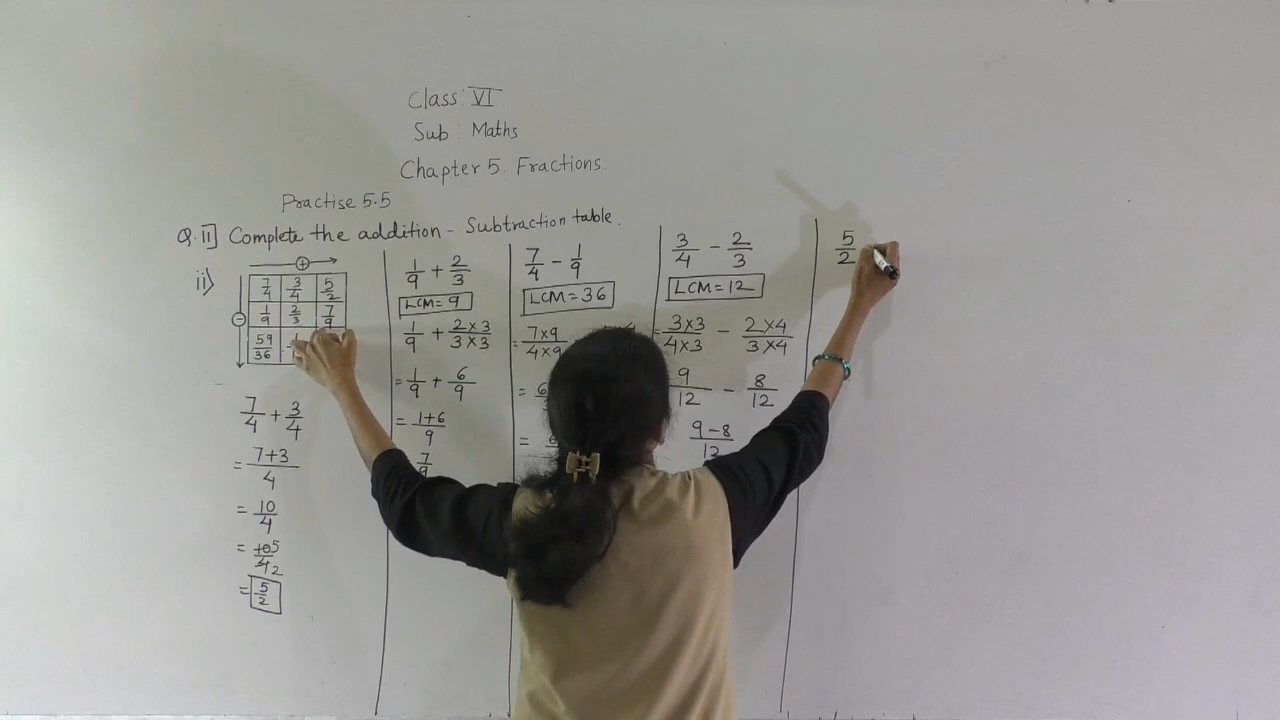 Class: VI
Sub : Maths
Chapter 5. Fractions.
Practise 5.5
Q.11] Complete the addition - Subtraction table.
ii)
+
-
7/4 3/4 5/2
1/9 2/3 7/9
59/36
7/4 + 3/4
= 7+3/4
= 10/4
= 10 5/4 2
= 5/2
1/9 + 2/3
LCM = 9
1/9 + 2×3/3×3
= 1/9 + 6/9
= 1+6/9
7/9
7/4 - 1/9
LCM = 36
= 7×9/4×9
=
=
3/4 - 2/3
LCM = 12
= 3×3/4×3 - 2×4/3×4
9/12 - 8/12
9-8/12
5/2